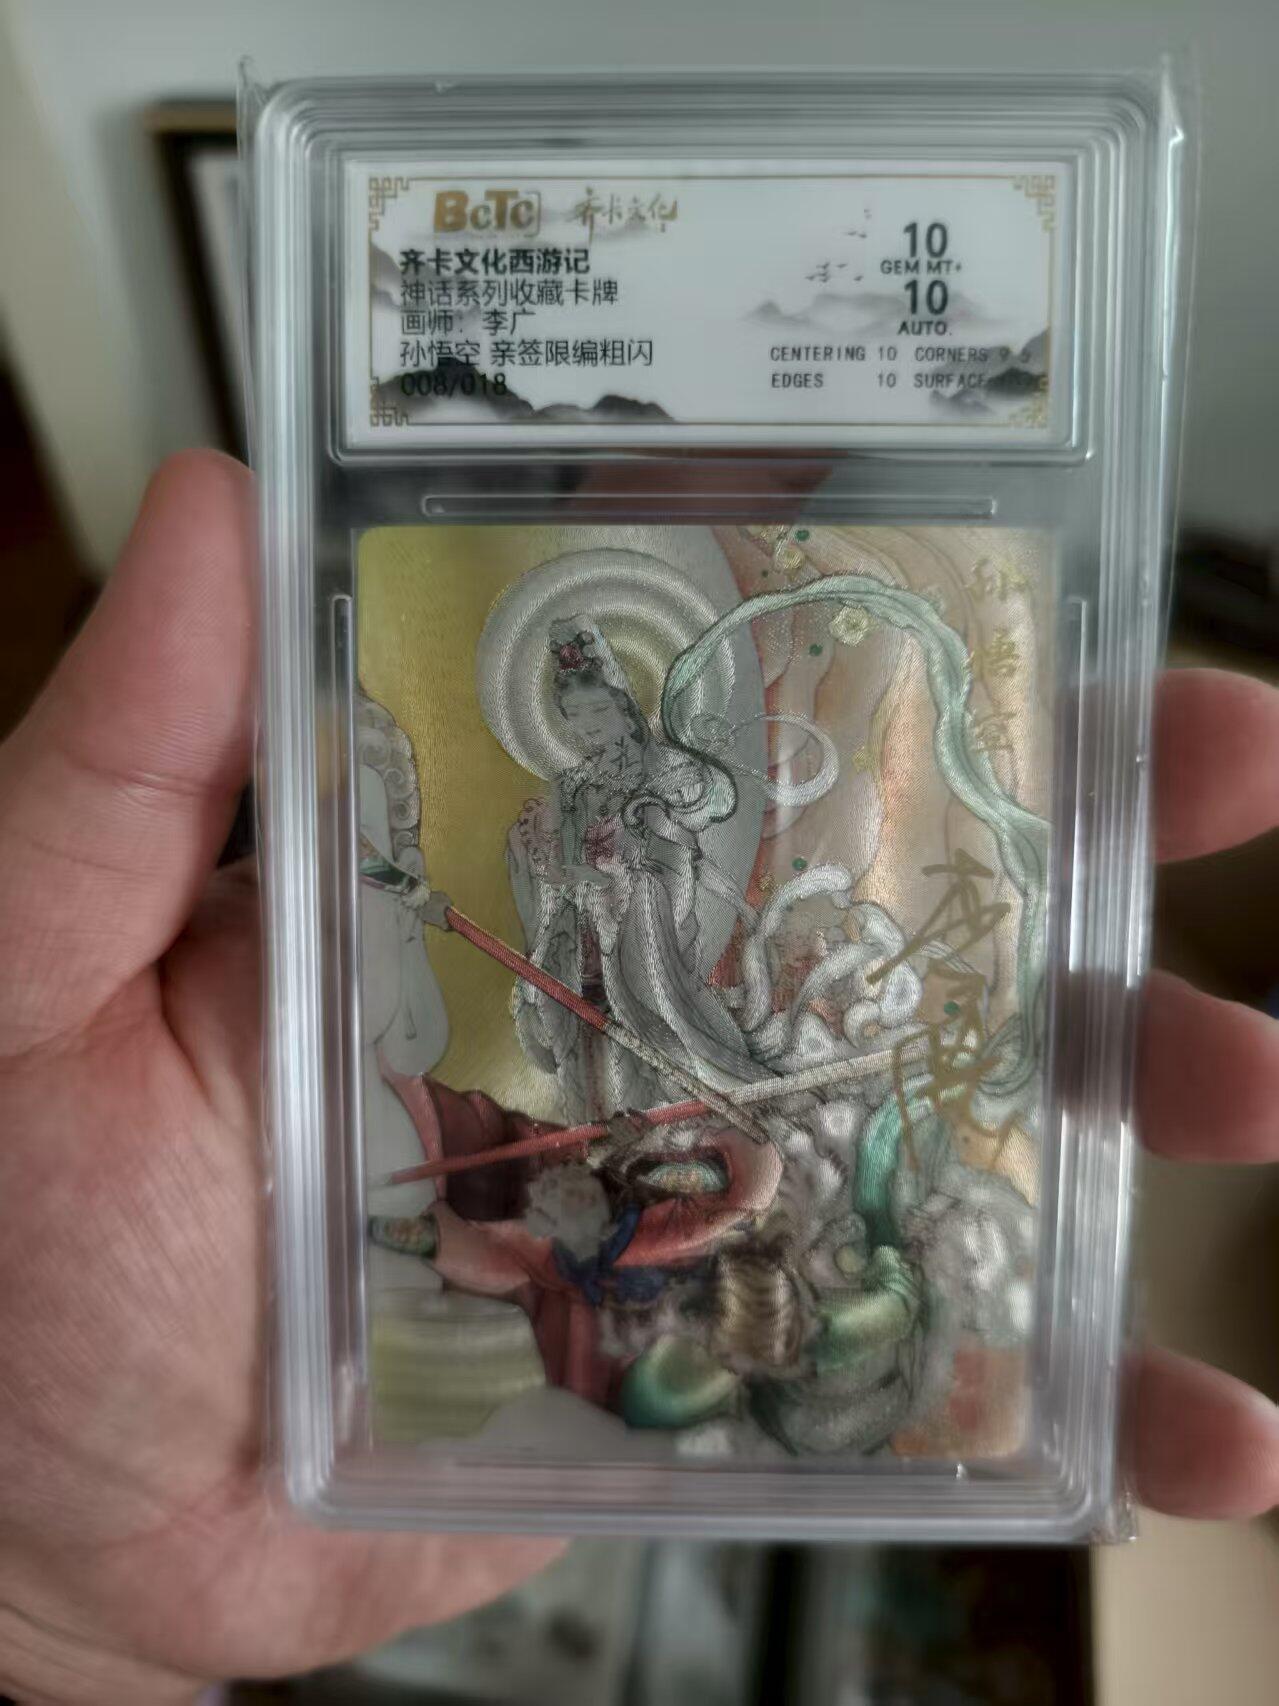 BCTC 齐卡文化
齐卡文化西游记
神话系列收藏卡牌
画师：李广
孙悟空 亲签限编粗闪
008/018
10
GEM MT+
10
AUTO.
CENTERING 10 CORNERS 9.5
EDGES 10 SURFACE
孙悟空